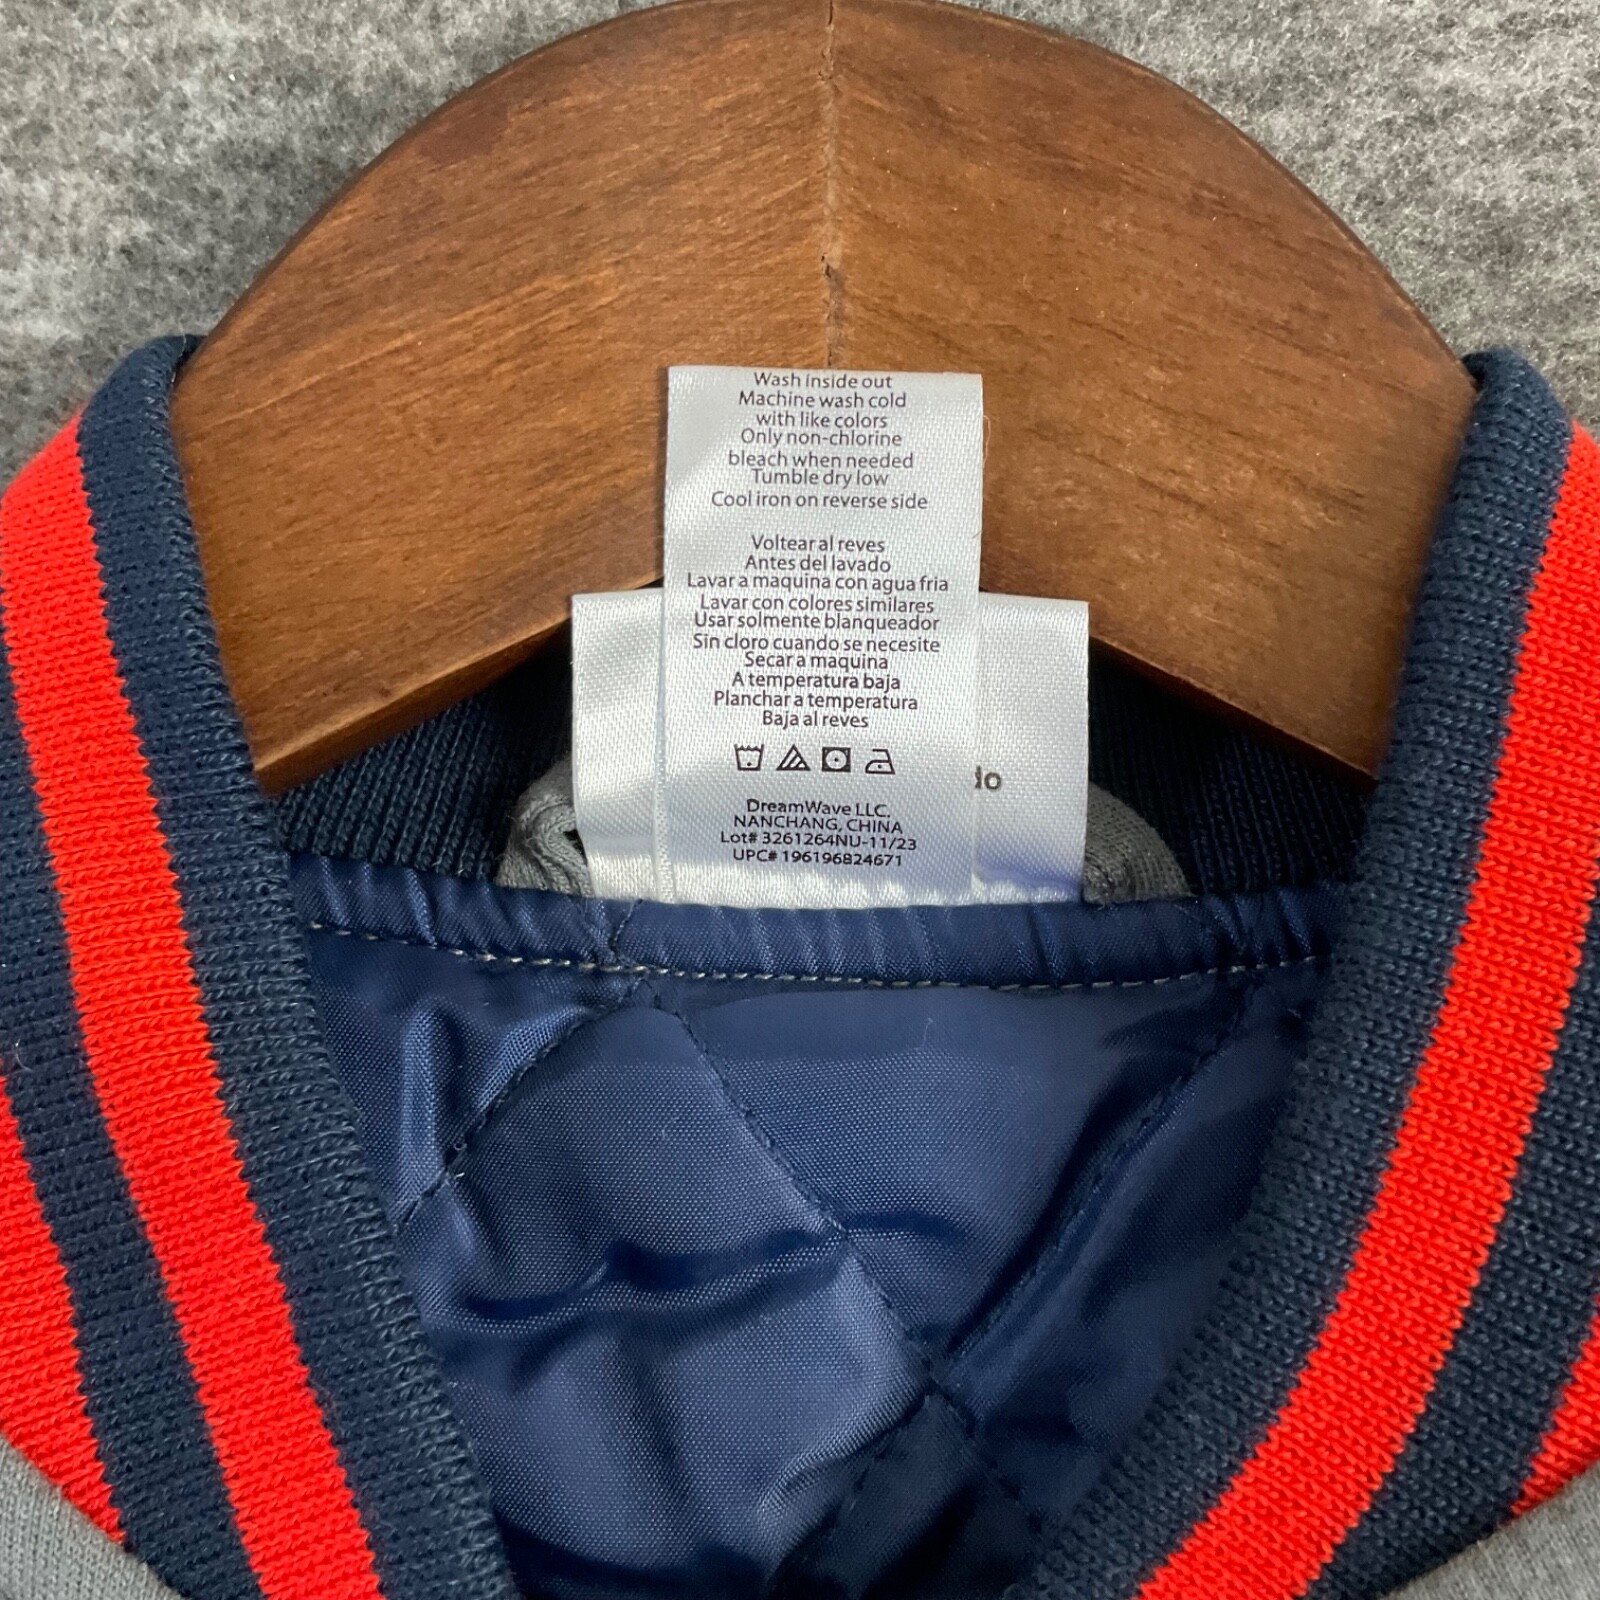 Wash inside out
Machine wash cold
with like colors
Only non-chlorine
bleach when needed
Tumble dry low
Cool iron on reverse side
Voltear al reves
Antes del lavado
Lavar a maquina con agua fria
Lavar con colores similares
Usar solmente blanqueador
Sin cloro cuando se necesite
Secar a maquina
A temperatura baja
Planchar a temperatura
Baja al reves
DreamWave LLC.
NANCHANG, CHINA
Lot# 3261264NU-11/23
UPC# 196196824671